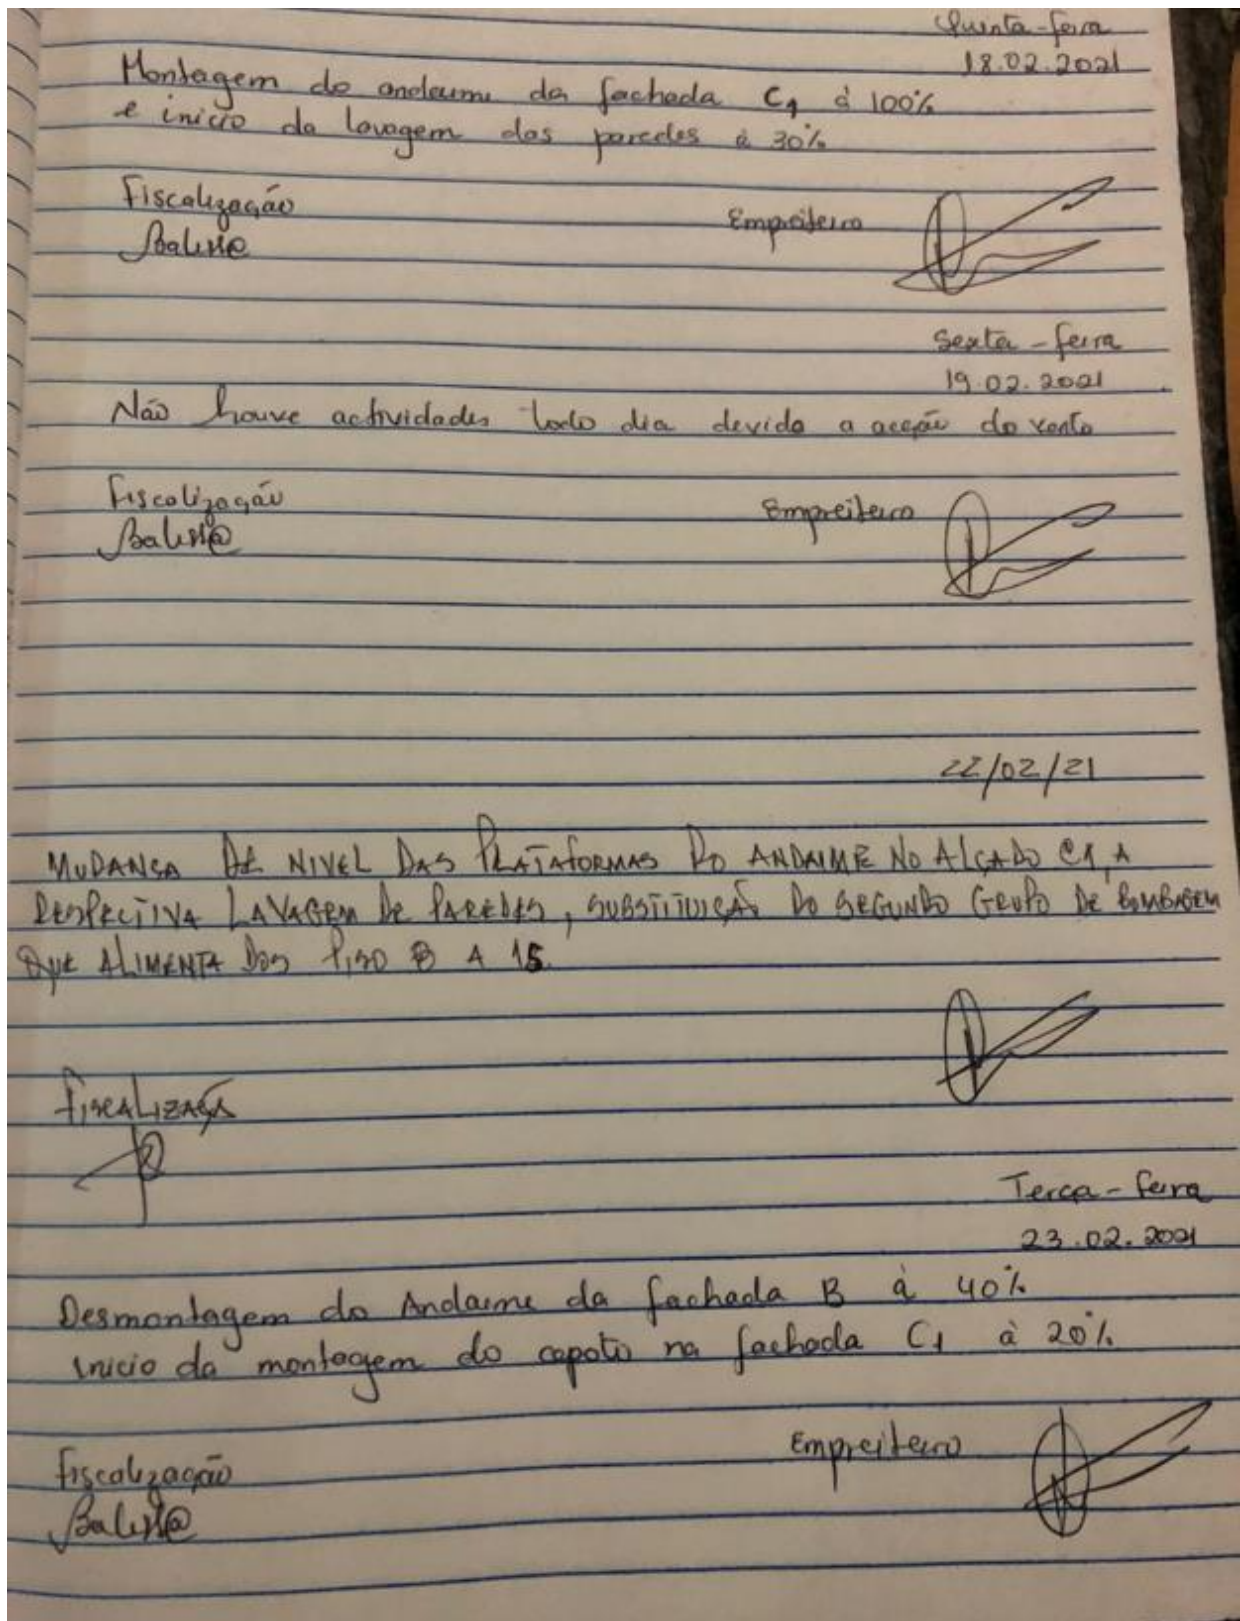 Quinta-feira
18.02.2021
Montagem do andaime da fachada C1 à 100%
e inicio da lavagem das paredes à 30%
Fiscalização
Empreiteiro
Sexta-feira
19.02.2021
Não houve actividades todo dia devido a acção do vento
Fiscalização
Empreiteiro
22/02/21
MUDANÇA DE NIVEL DAS PLATAFORMAS DO ANDAIME NO ALÇADO C1, A
RESPECTIVA LAVAGEM DE PAREDES, SUBSTITUIÇÃO DO SEGUNDO GRUPO DE BOMBAGEM
QUE ALIMENTA DOS PISO 8 A 15.
FISCALIZAÇÃ
Terça-feira
23.02.2021
Desmontagem do Andaime da fachada B à 40%
inicio da montagem do capoto na fachada C1 à 20%
Empreiteiro
Fiscalização